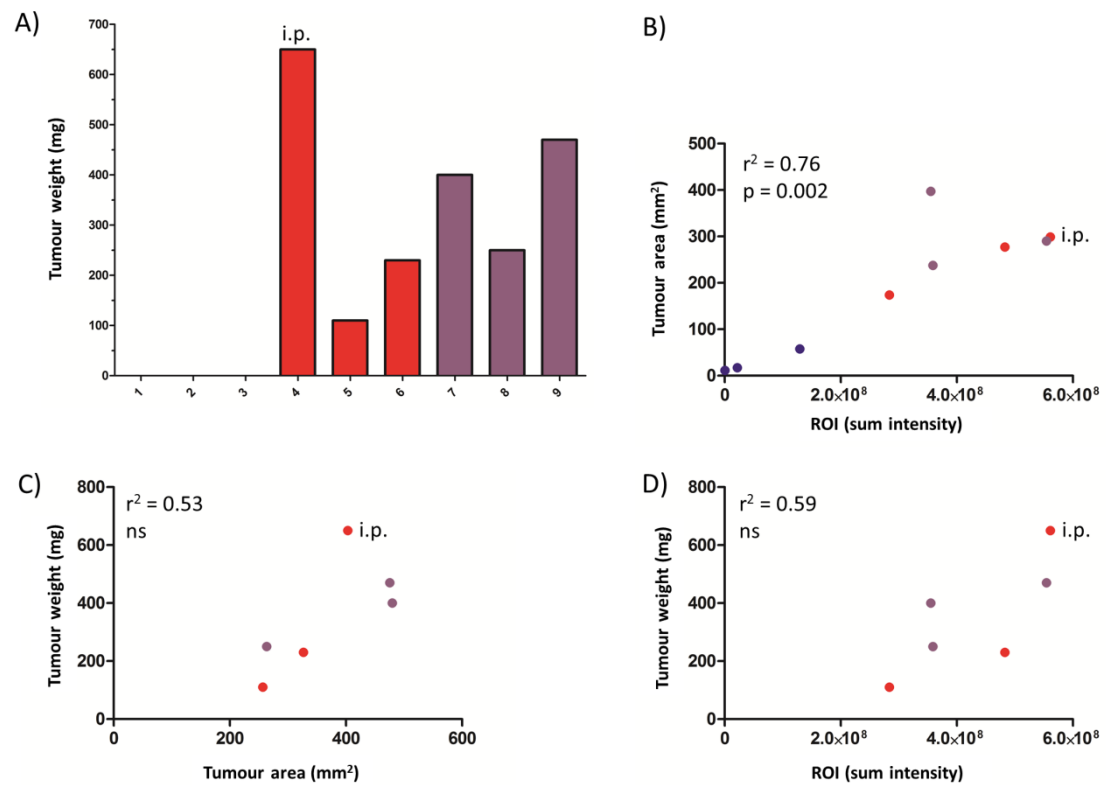 A)
Tumour weight (mg)
700
600
500
400
300
200
100
0
i.p.
1 2 3 4 5 6 7 8 9
B)
Tumour area (mm²)
500
400
300
200
100
0
r² = 0.76
p = 0.002
i.p.
0 2.0×10⁸ 4.0×10⁸ 6.0×10⁸
ROI (sum intensity)
C)
Tumour weight (mg)
800
600
400
200
0
r² = 0.53
ns
i.p.
0 200 400 600
Tumour area (mm²)
D)
Tumour weight (mg)
800
600
400
200
0
r² = 0.59
ns
i.p.
0 2.0×10⁸ 4.0×10⁸ 6.0×10⁸
ROI (sum intensity)